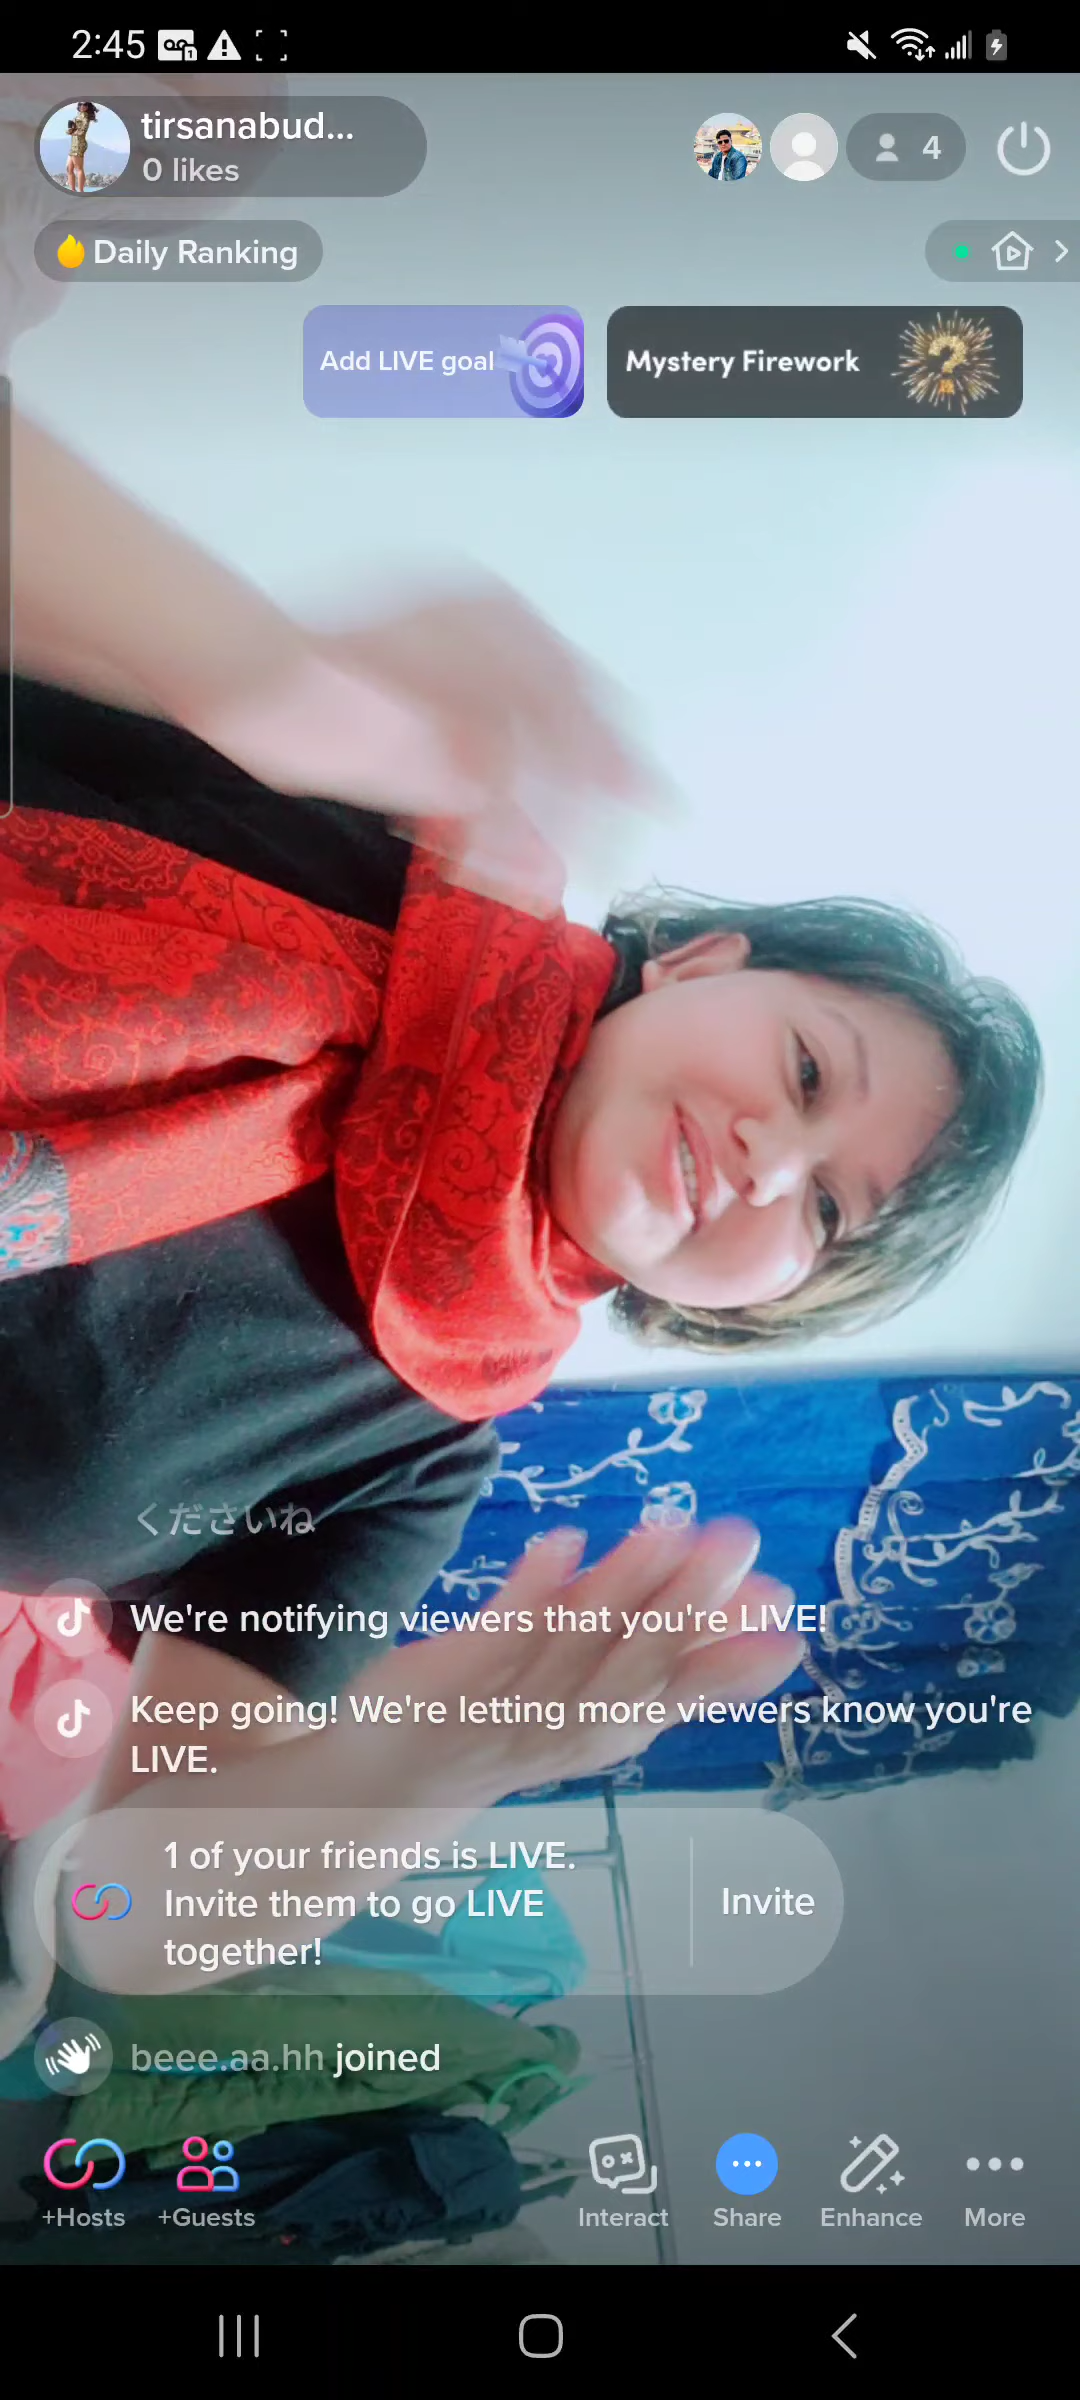 2:45
tirsanabud...
0 likes
4
Daily Ranking
Add LIVE goal
Mystery Firework
くださいね
We're notifying viewers that you're LIVE!
Keep going! We're letting more viewers know you're
LIVE.
1 of your friends is LIVE.
Invite them to go LIVE
together!
Invite
beee.aa.hh joined
+Hosts
+Guests
Interact
Share
Enhance
More